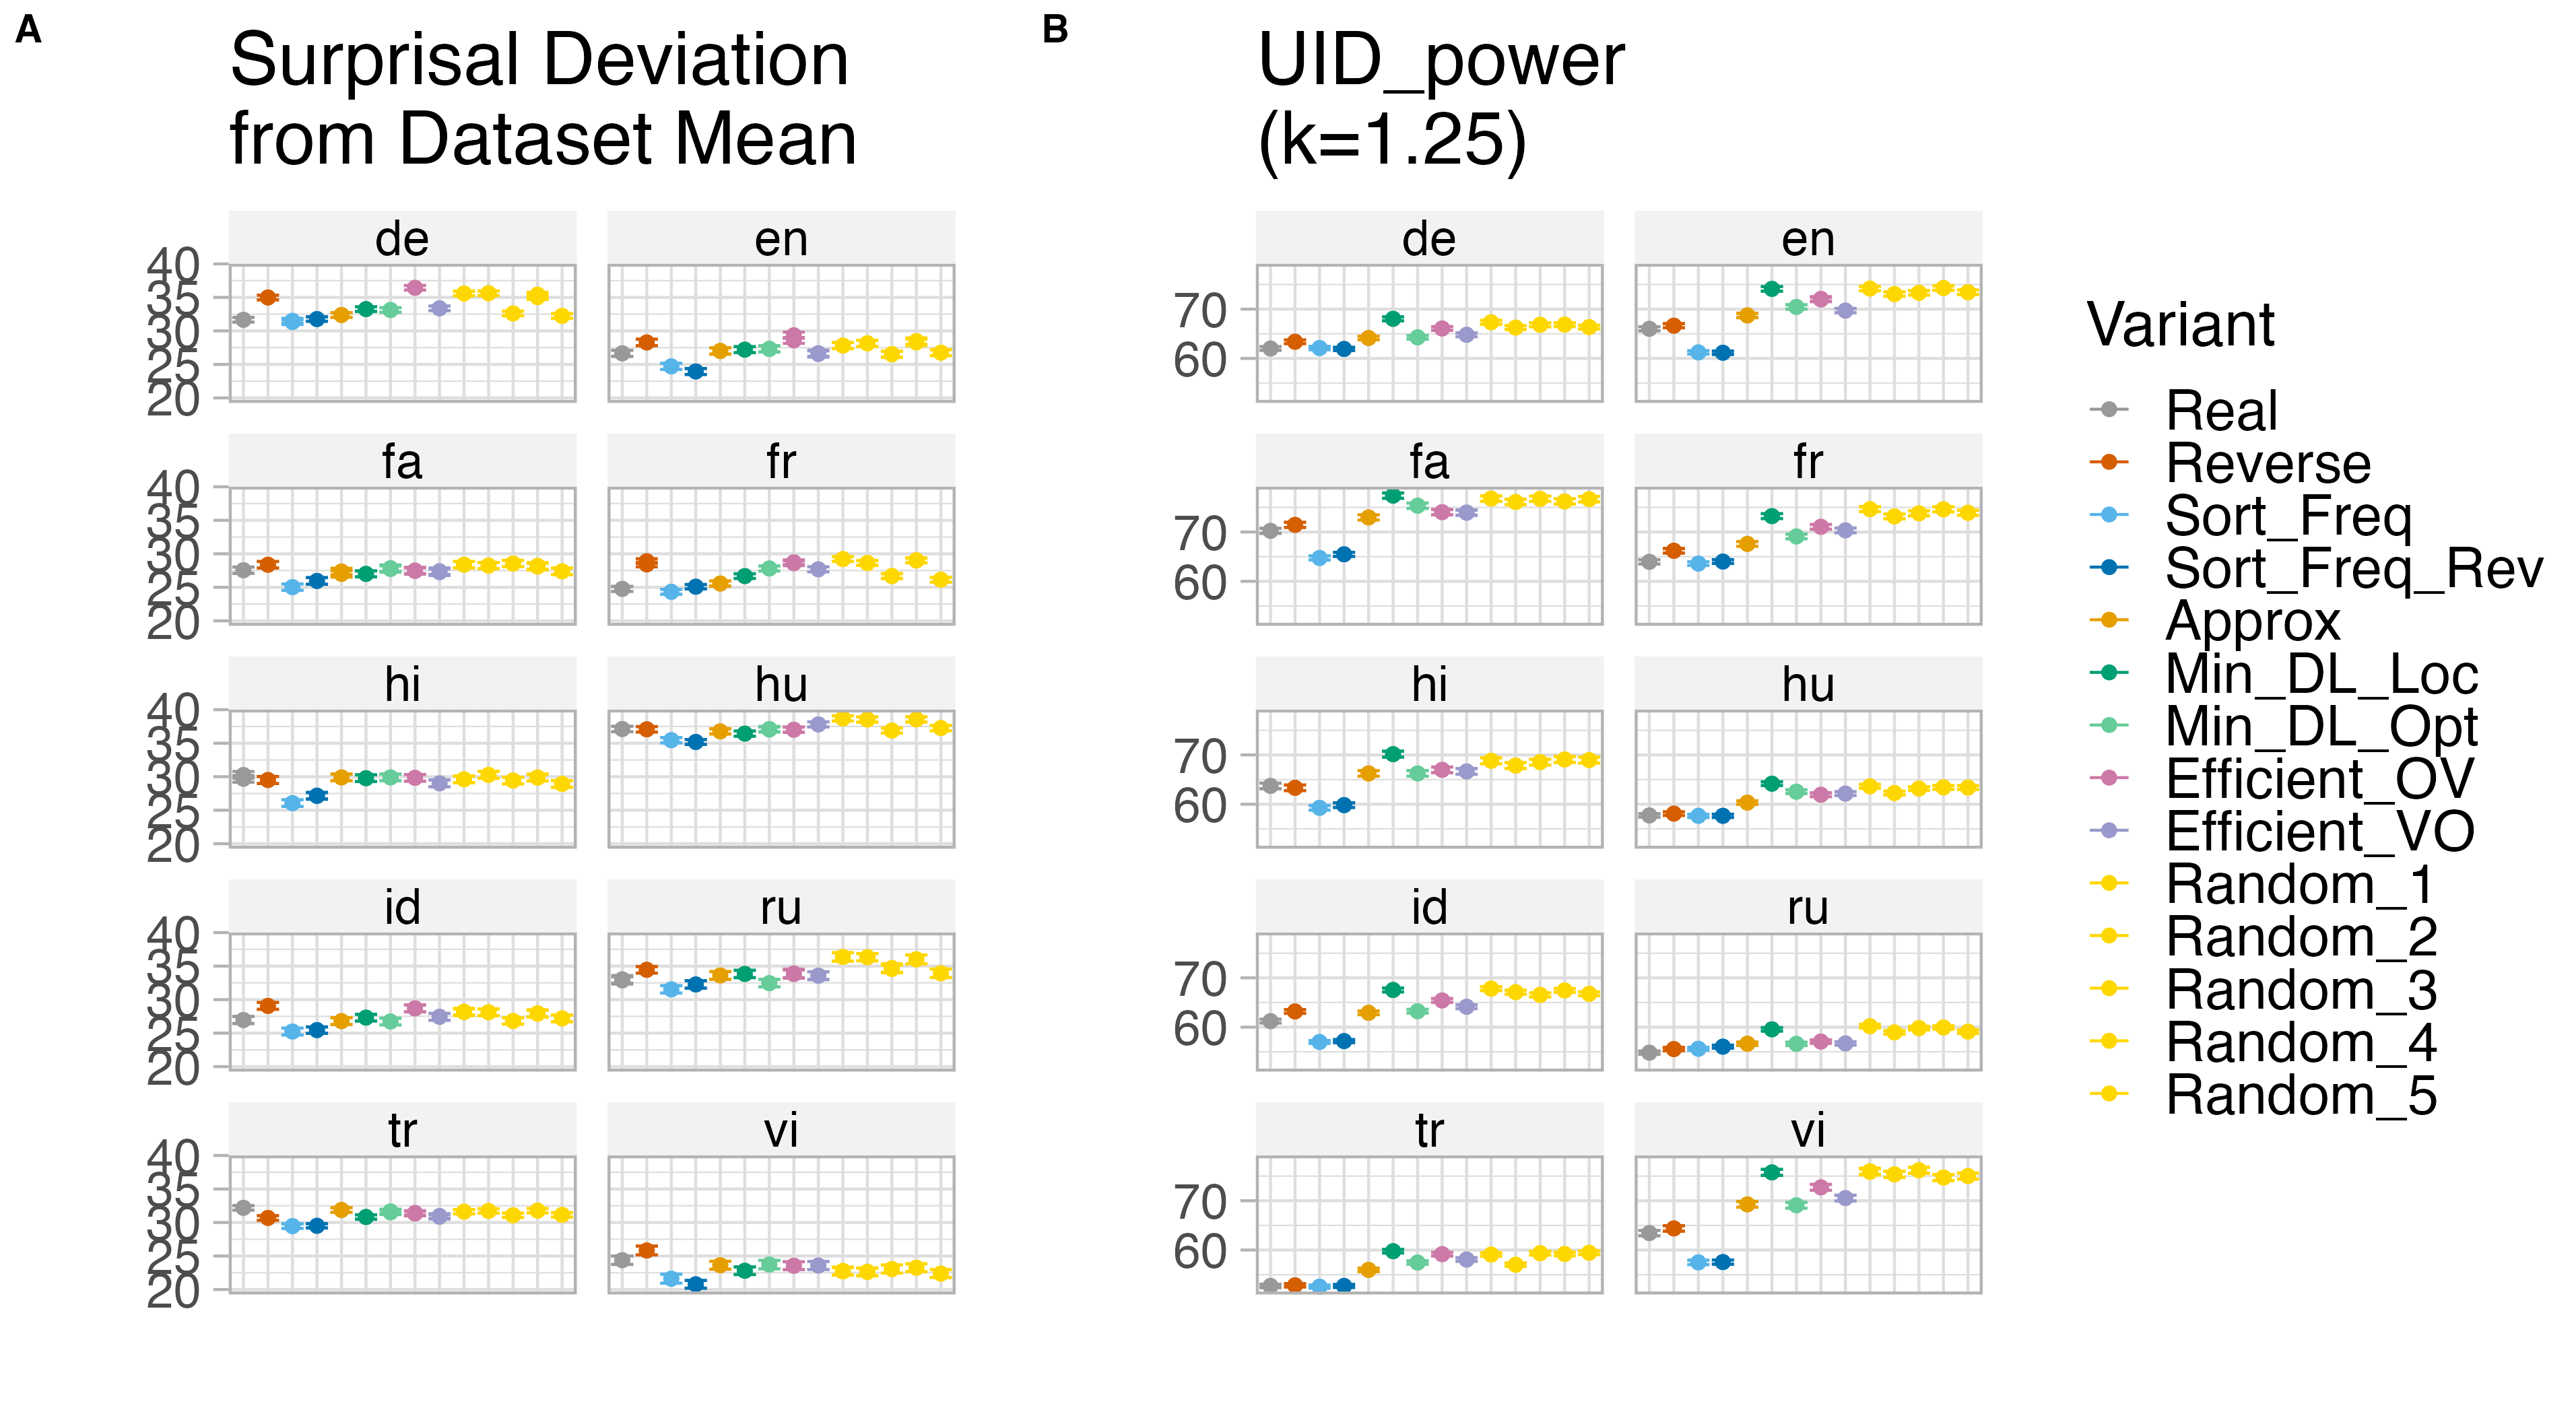 A
Surprisal Deviation
from Dataset Mean
de
en
40
35
30
25
20
fa
fr
40
35
30
25
20
hi
hu
40
35
30
25
20
id
ru
40
35
30
25
20
tr
vi
40
35
30
25
20
B
UID_power
(k=1.25)
de
en
70
60
fa
fr
70
60
hi
hu
70
60
id
ru
70
60
tr
vi
70
60
Variant
Real
Reverse
Sort_Freq
Sort_Freq_Rev
Approx
Min_DL_Loc
Min_DL_Opt
Efficient_OV
Efficient_VO
Random_1
Random_2
Random_3
Random_4
Random_5